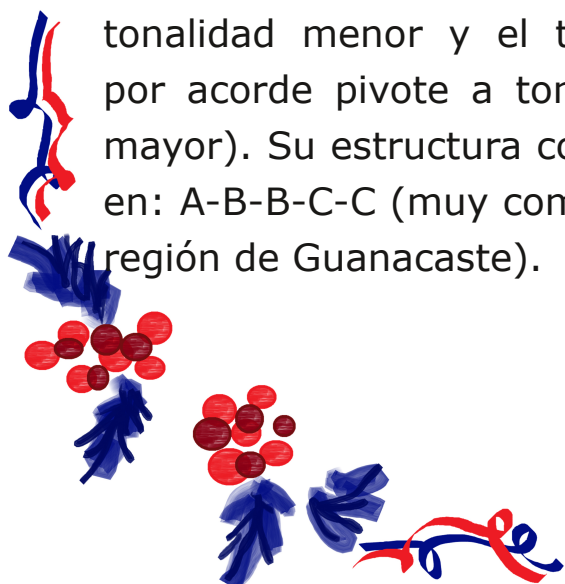 tonalidad menor y el
por acorde pivote a
mayor). Su estructura
en: A-B-B-C-C (muy
región de Guanacaste).